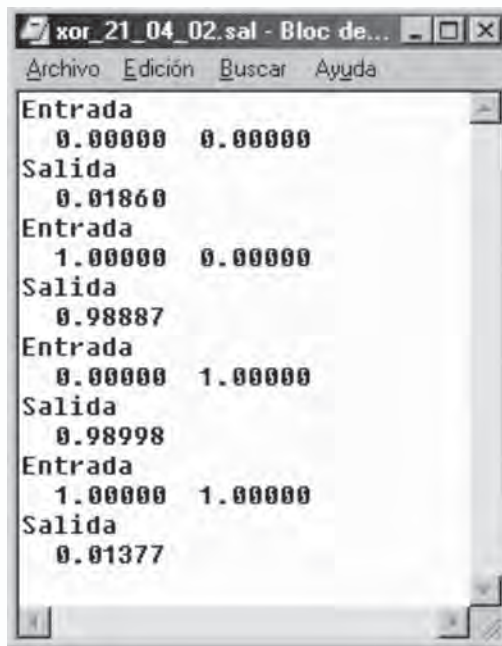 xor_21_04_02.sal - Bloc de...
Archivo Edición Buscar Ayuda
Entrada
0.00000 0.00000
Salida
0.01860
Entrada
1.00000 0.00000
Salida
0.98887
Entrada
0.00000 1.00000
Salida
0.98998
Entrada
1.00000 1.00000
Salida
0.01377